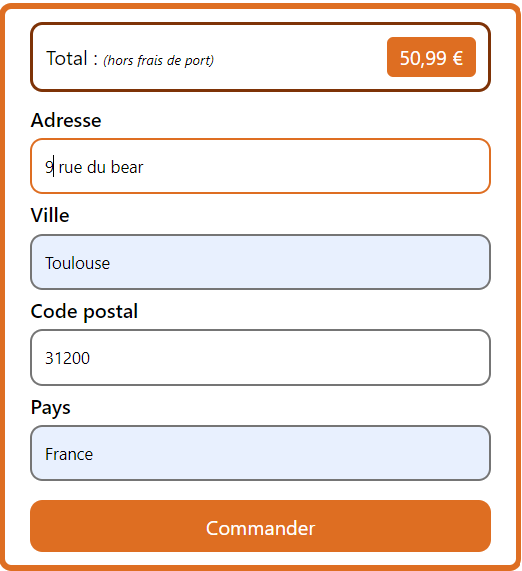 Total : (hors frais de port) 50,99 €
Adresse
9 rue du bear
Ville
Toulouse
Code postal
31200
Pays
France
Commander